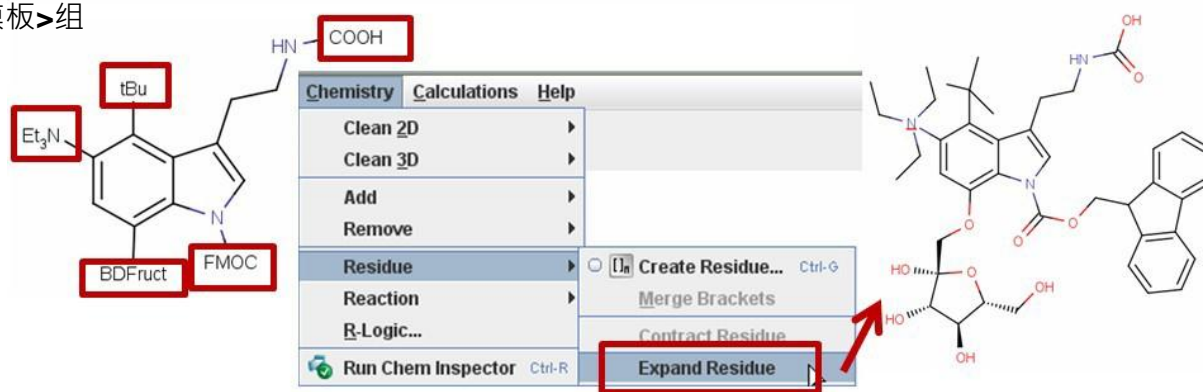 板>组
HN
COOH
tBu
Et₃N
N
BDFruct
FMOC
Chemistry Calculations Help
Clean 2D
Clean 3D
Add
Remove
Residue
Reaction
R-Logic...
Run Chem Inspector Ctrl-R
[]n Create Residue... Ctrl-G
Merge Brackets
Contract Residue
Expand Residue
OH
HN
O
N
N
O
O
O
HO
O
OH
HO
HO
OH